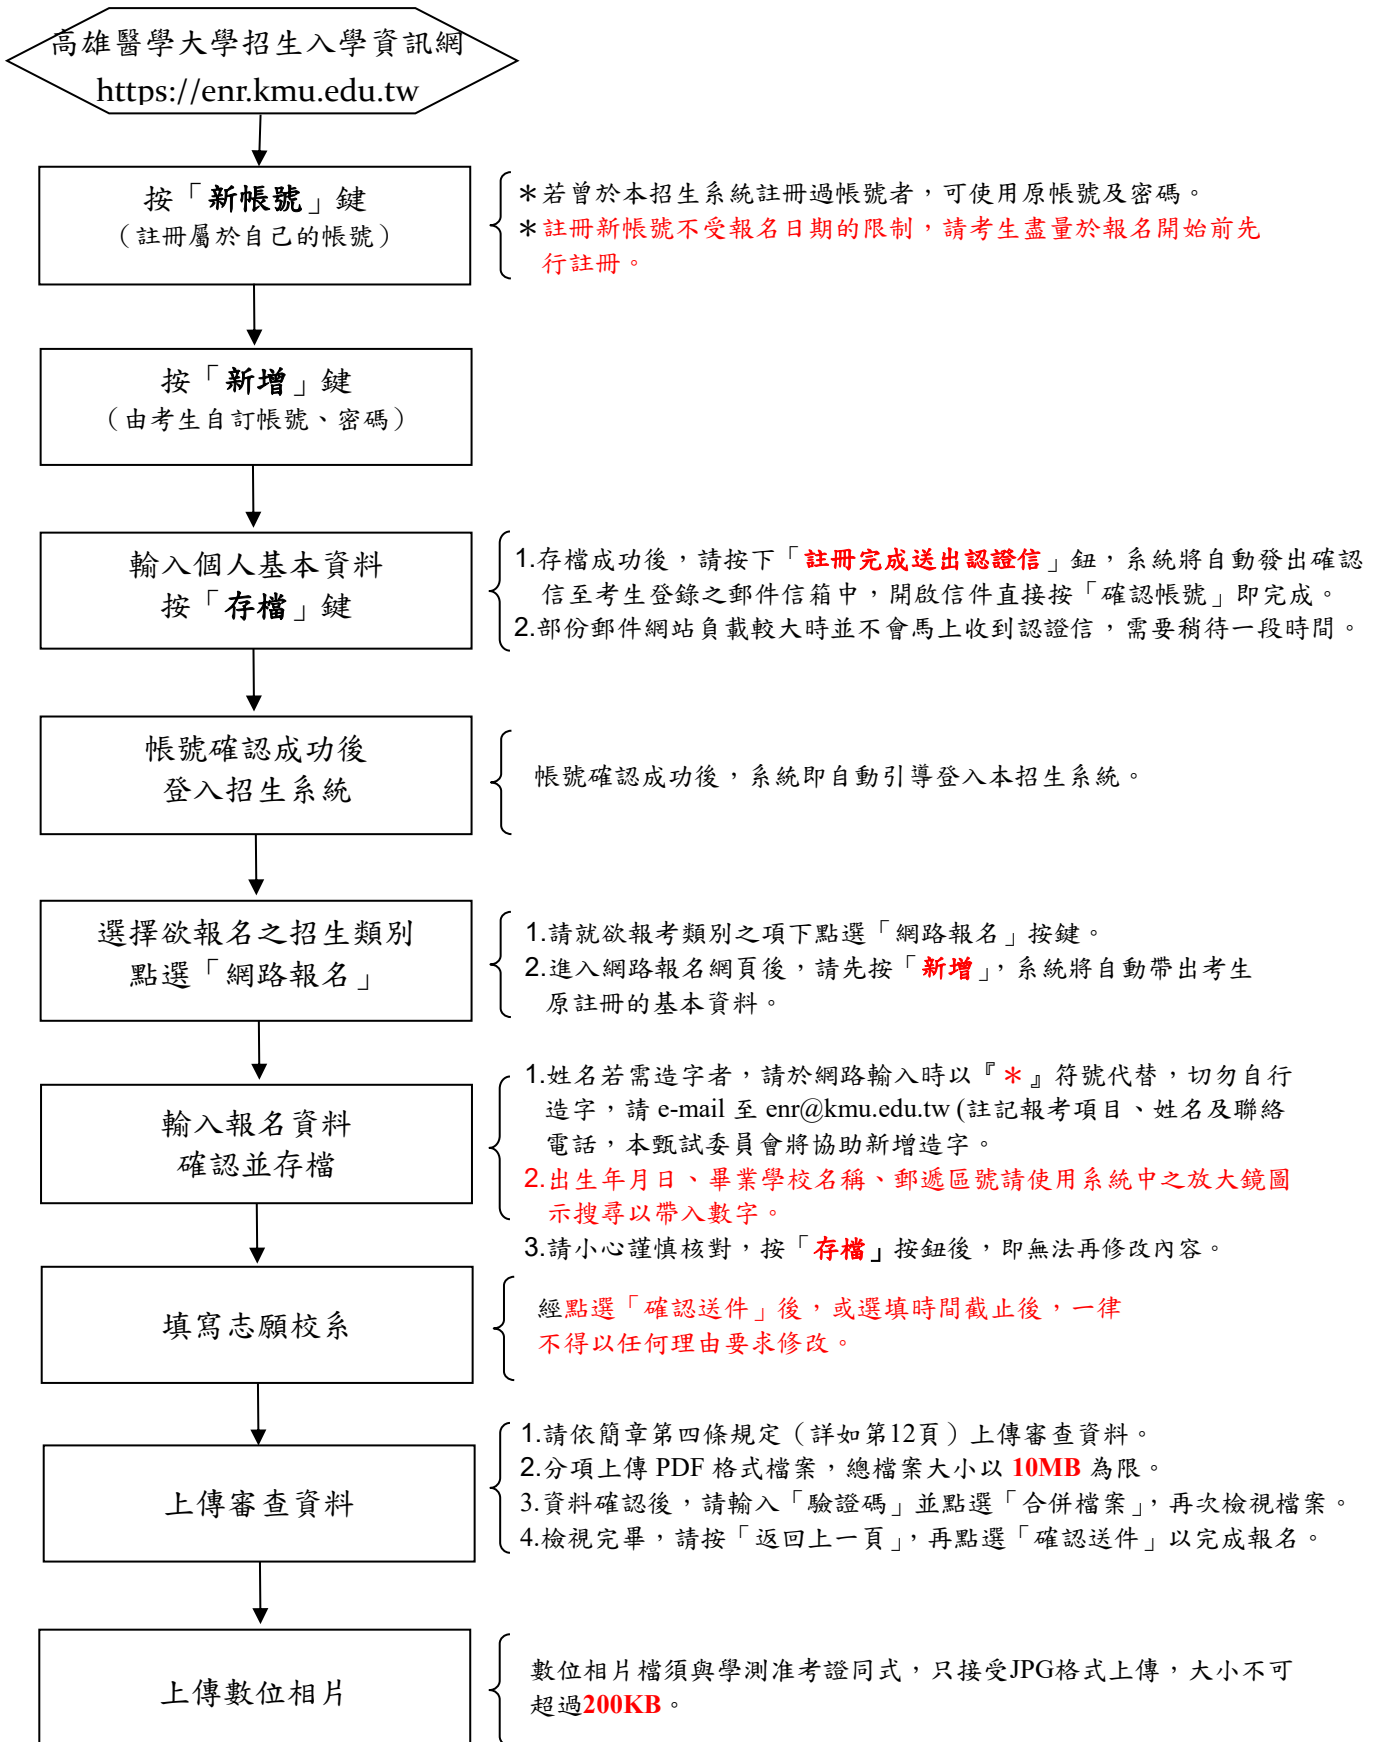 高雄醫學大學招生入學資訊網
https://enr.kmu.edu.tw
按「新帳號」鍵
（註冊屬於自己的帳號）
＊若曾於本招生系統註冊過帳號者，可使用原帳號及密碼。
＊註冊新帳號不受報名日期的限制，請考生盡量於報名開始前先
行註冊。
按「新增」鍵
（由考生自訂帳號、密碼）
輸入個人基本資料
按「存檔」鍵
1.存檔成功後，請按下「註冊完成送出認證信」鈕，系統將自動發出確認
信至考生登錄之郵件信箱中，開啟信件直接按「確認帳號」即完成。
2.部份郵件網站負載較大時並不會馬上收到認證信，需要稍待一段時間。
帳號確認成功後
登入招生系統
帳號確認成功後，系統即自動引導登入本招生系統。
選擇欲報名之招生類別
點選「網路報名」
1.請就欲報考類別之項下點選「網路報名」按鍵。
2.進入網路報名網頁後，請先按「新增」，系統將自動帶出考生
原註冊的基本資料。
輸入報名資料
確認並存檔
1.姓名若需造字者，請於網路輸入時以『＊』符號代替，切勿自行
造字，請 e-mail 至 enr@kmu.edu.tw (註記報考項目、姓名及聯絡
電話，本甄試委員會將協助新增造字。
2.出生年月日、畢業學校名稱、郵遞區號請使用系統中之放大鏡圖
示搜尋以帶入數字。
3.請小心謹慎核對，按「存檔」按鈕後，即無法再修改內容。
填寫志願校系
經點選「確認送件」後，或選填時間截止後，一律
不得以任何理由要求修改。
上傳審查資料
1.請依簡章第四條規定（詳如第12頁）上傳審查資料。
2.分項上傳 PDF 格式檔案，總檔案大小以 10MB 為限。
3.資料確認後，請輸入「驗證碼」並點選「合併檔案」，再次檢視檔案。
4.檢視完畢，請按「返回上一頁」，再點選「確認送件」以完成報名。
上傳數位相片
數位相片檔須與學測准考證同式，只接受JPG格式上傳，大小不可
超過200KB。